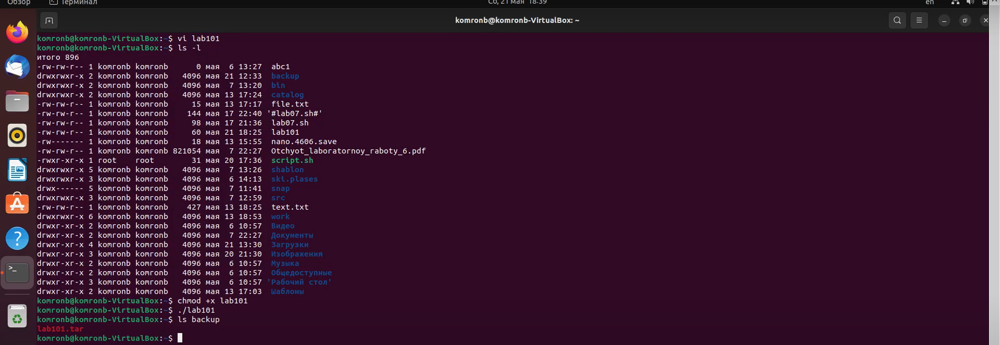 Обзор Терминал Сб, 21 мая 18:39 en
komronb@komronb-VirtualBox: ~
komronb@komronb-VirtualBox:~$ vi lab101
komronb@komronb-VirtualBox:~$ ls -l
итого 896
-rw-rw-r-- 1 komronb komronb      0 мая  6 13:27  abc1
drwxrwxr-x 2 komronb komronb   4096 мая 21 12:33  backup
drwxrwxr-x 2 komronb komronb   4096 мая  7 13:20  bin
drwxrwxr-x 2 komronb komronb   4096 мая 13 17:24  catalog
-rw-rw-r-- 1 komronb komronb     15 мая 13 17:17  file.txt
-rw-rw-r-- 1 komronb komronb    144 мая 17 22:40 '#lab07.sh#'
-rw-rw-r-- 1 komronb komronb     98 мая 17 21:36  lab07.sh
-rw-rw-r-- 1 komronb komronb     60 мая 21 18:25  lab101
-rw------- 1 komronb komronb     18 мая 13 15:55  nano.4606.save
-rw-rw-r-- 1 komronb komronb 821054 мая  7 22:27  Otchyot_laboratornoy_raboty_6.pdf
-rwxr-xr-x 1 root    root        31 мая 20 17:36  script.sh
drwxrwxr-x 5 komronb komronb   4096 мая  7 13:26  shablon
drwxrwxr-x 3 komronb komronb   4096 мая  6 14:13  ski.plases
drwx------ 5 komronb komronb   4096 мая  7 11:41  snap
drwxrwxr-x 3 komronb komronb   4096 мая  7 12:59  src
-rw-rw-r-- 1 komronb komronb    427 мая 13 18:25  text.txt
drwxrwxr-x 6 komronb komronb   4096 мая 13 18:53  work
drwxr-xr-x 2 komronb komronb   4096 мая  6 10:57  Видео
drwxr-xr-x 2 komronb komronb   4096 мая  7 22:27  Документы
drwxr-xr-x 4 komronb komronb   4096 мая 21 13:30  Загрузки
drwxr-xr-x 3 komronb komronb   4096 мая 20 21:30  Изображения
drwxr-xr-x 2 komronb komronb   4096 мая  6 10:57  Музыка
drwxr-xr-x 2 komronb komronb   4096 мая  6 10:57  Общедоступные
drwxr-xr-x 3 komronb komronb   4096 мая  6 10:57 'Рабочий стол'
drwxr-xr-x 2 komronb komronb   4096 мая 13 17:03  Шаблоны
komronb@komronb-VirtualBox:~$ chmod +x lab101
komronb@komronb-VirtualBox:~$ ./lab101
komronb@komronb-VirtualBox:~$ ls backup
lab101.tar
komronb@komronb-VirtualBox:~$